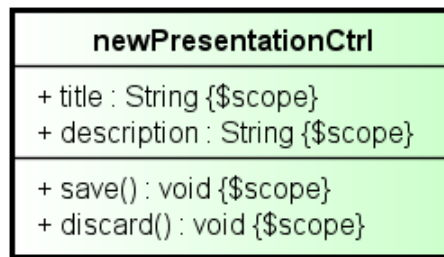 newPresentationCtrl
+ title : String {$scope}
+ description : String {$scope}
+ save() : void {$scope}
+ discard() : void {$scope}